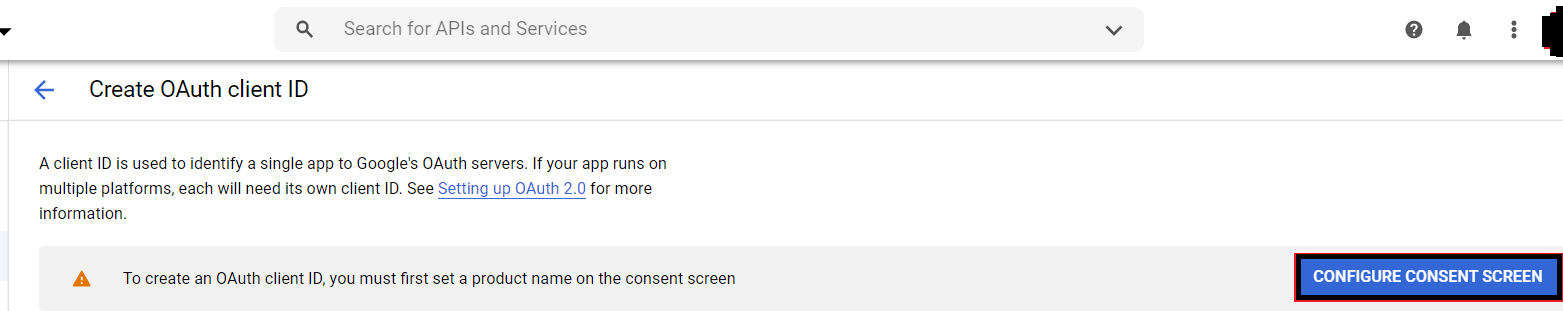 Search for APIs and Services
Create OAuth client ID
A client ID is used to identify a single app to Google's OAuth servers. If your app runs on
multiple platforms, each will need its own client ID. See Setting up OAuth 2.0 for more
information.
To create an OAuth client ID, you must first set a product name on the consent screen
CONFIGURE CONSENT SCREEN